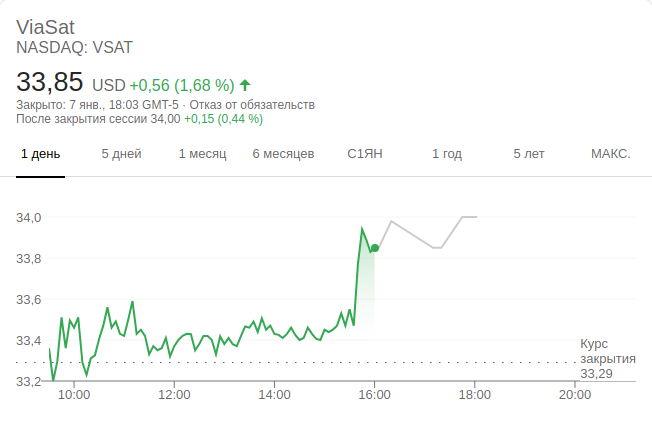 ViaSat
NASDAQ: VSAT
33,85 USD +0,56 (1,68 %) ↑
Закрыто: 7 янв., 18:03 GMT-5 · Отказ от обязательств
После закрытия сессии 34,00 +0,15 (0,44 %)
1 день 5 дней 1 месяц 6 месяцев С1ЯН 1 год 5 лет МАКС.
34,0
33,8
33,6
33,4
Курс
закрытия
33,29
33,2
10:00 12:00 14:00 16:00 18:00 20:00